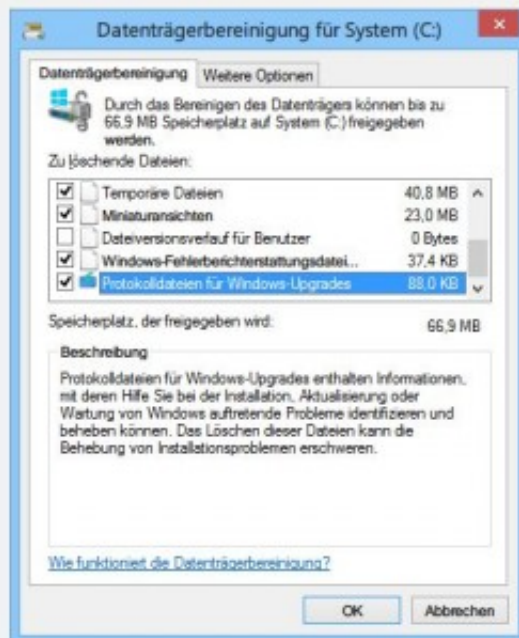 Datenträgerbereinigung für System (C:)
Datenträgerbereinigung
Weitere Optionen
Durch das Bereinigen des Datenträgers können bis zu
66,9 MB Speicherplatz auf System (C:) freigegeben
werden.
Zu löschende Dateien:
Temporäre Dateien 40,8 MB
Miniaturansichten 23,0 MB
Dateiversionsverlauf für Benutzer 0 Bytes
Windows-Fehlerberichterstattungsdatei... 37,4 KB
Protokolldateien für Windows-Upgrades 88,0 KB
Speicherplatz, der freigegeben wird: 66,9 MB
Beschreibung
Protokolldateien für Windows-Upgrades enthalten Informationen,
mit deren Hilfe Sie bei der Installation, Aktualisierung oder
Wartung von Windows auftretende Probleme identifizieren und
beheben können. Das Löschen dieser Dateien kann die
Behebung von Installationsproblemen erschweren.
Wie funktioniert die Datenträgerbereinigung?
OK
Abbrechen